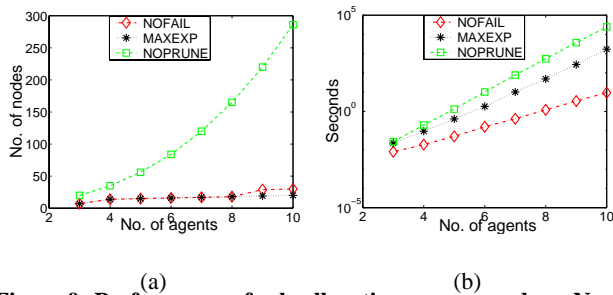 NOFAIL
MAXEXP
NOPRUNE
300
250
200
150
100
50
0
2 4 6 8 10
No. of nodes
No. of agents
(a)
NOFAIL
MAXEXP
NOPRUNE
10^5
10^0
10^-5
2 4 6 8 10
Seconds
No. of agents
(b)